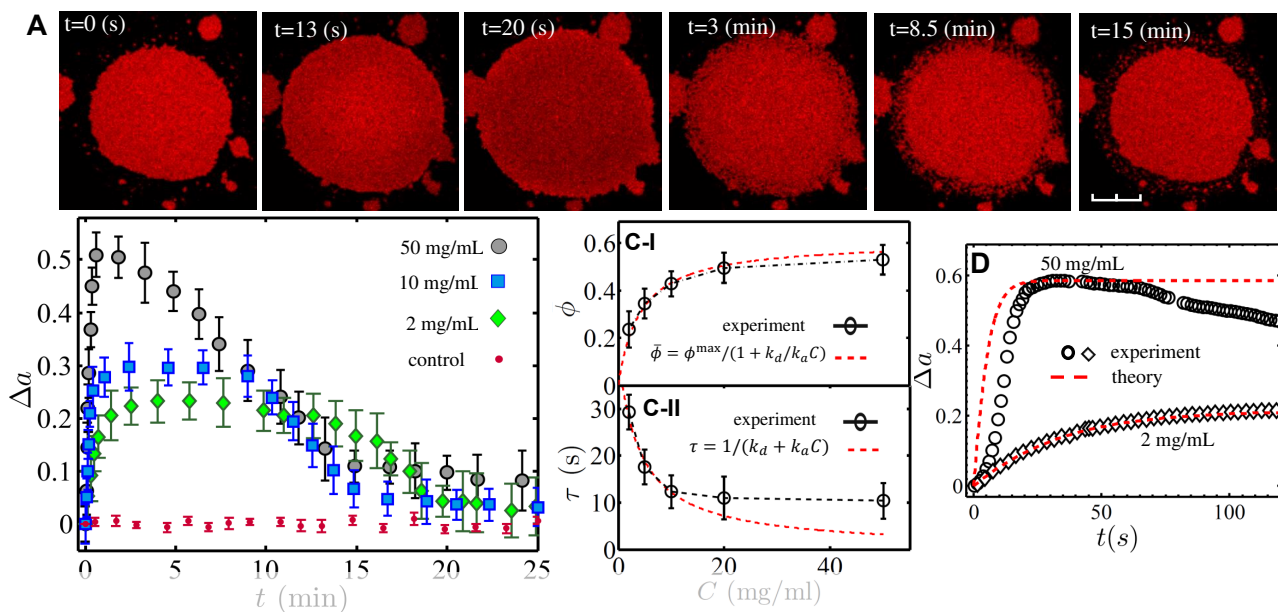 A
t=0 (s)
t=13 (s)
t=20 (s)
t=3 (min)
t=8.5 (min)
t=15 (min)
Δa
0.5
0.4
0.3
0.2
0.1
0
50 mg/mL
10 mg/mL
2 mg/mL
control
0 5 10 15 20 25
t (min)
C-I
ϕ
0.6
0.4
0.2
0
experiment
ϕ̄ = ϕ^max/(1 + k_d/k_aC)
C-II
τ (s)
30
20
10
0
experiment
τ = 1/(k_d + k_aC)
0 20 40
C (mg/ml)
D
Δa
0.6
0.4
0.2
0.0
50 mg/mL
experiment
theory
2 mg/mL
0 50 100
t(s)